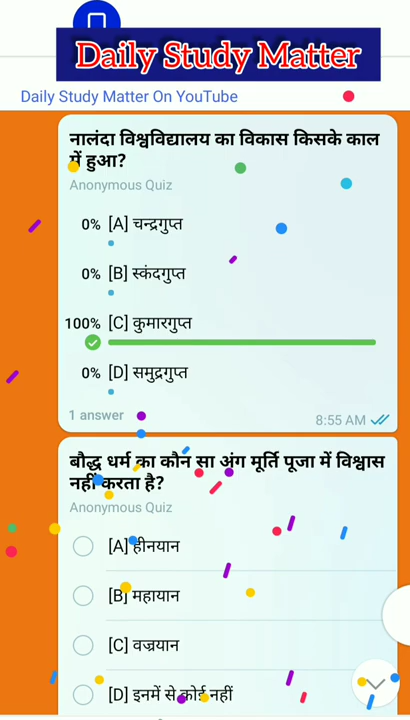 Daily Study Matter
Daily Study Matter On YouTube
नालंदा विश्वविद्यालय का विकास किसके काल
में हुआ?
Anonymous Quiz
0% [A] चन्द्रगुप्त
0% [B] स्कंदगुप्त
100% [C] कुमारगुप्त
0% [D] समुद्रगुप्त
1 answer
8:55 AM
बौद्ध धर्म का कौन सा अंग मूर्ति पूजा में विश्वास
नहीं करता है?
Anonymous Quiz
[A] हीनयान
[B] महायान
[C] वज्रयान
[D] इनमें से कोई नहीं